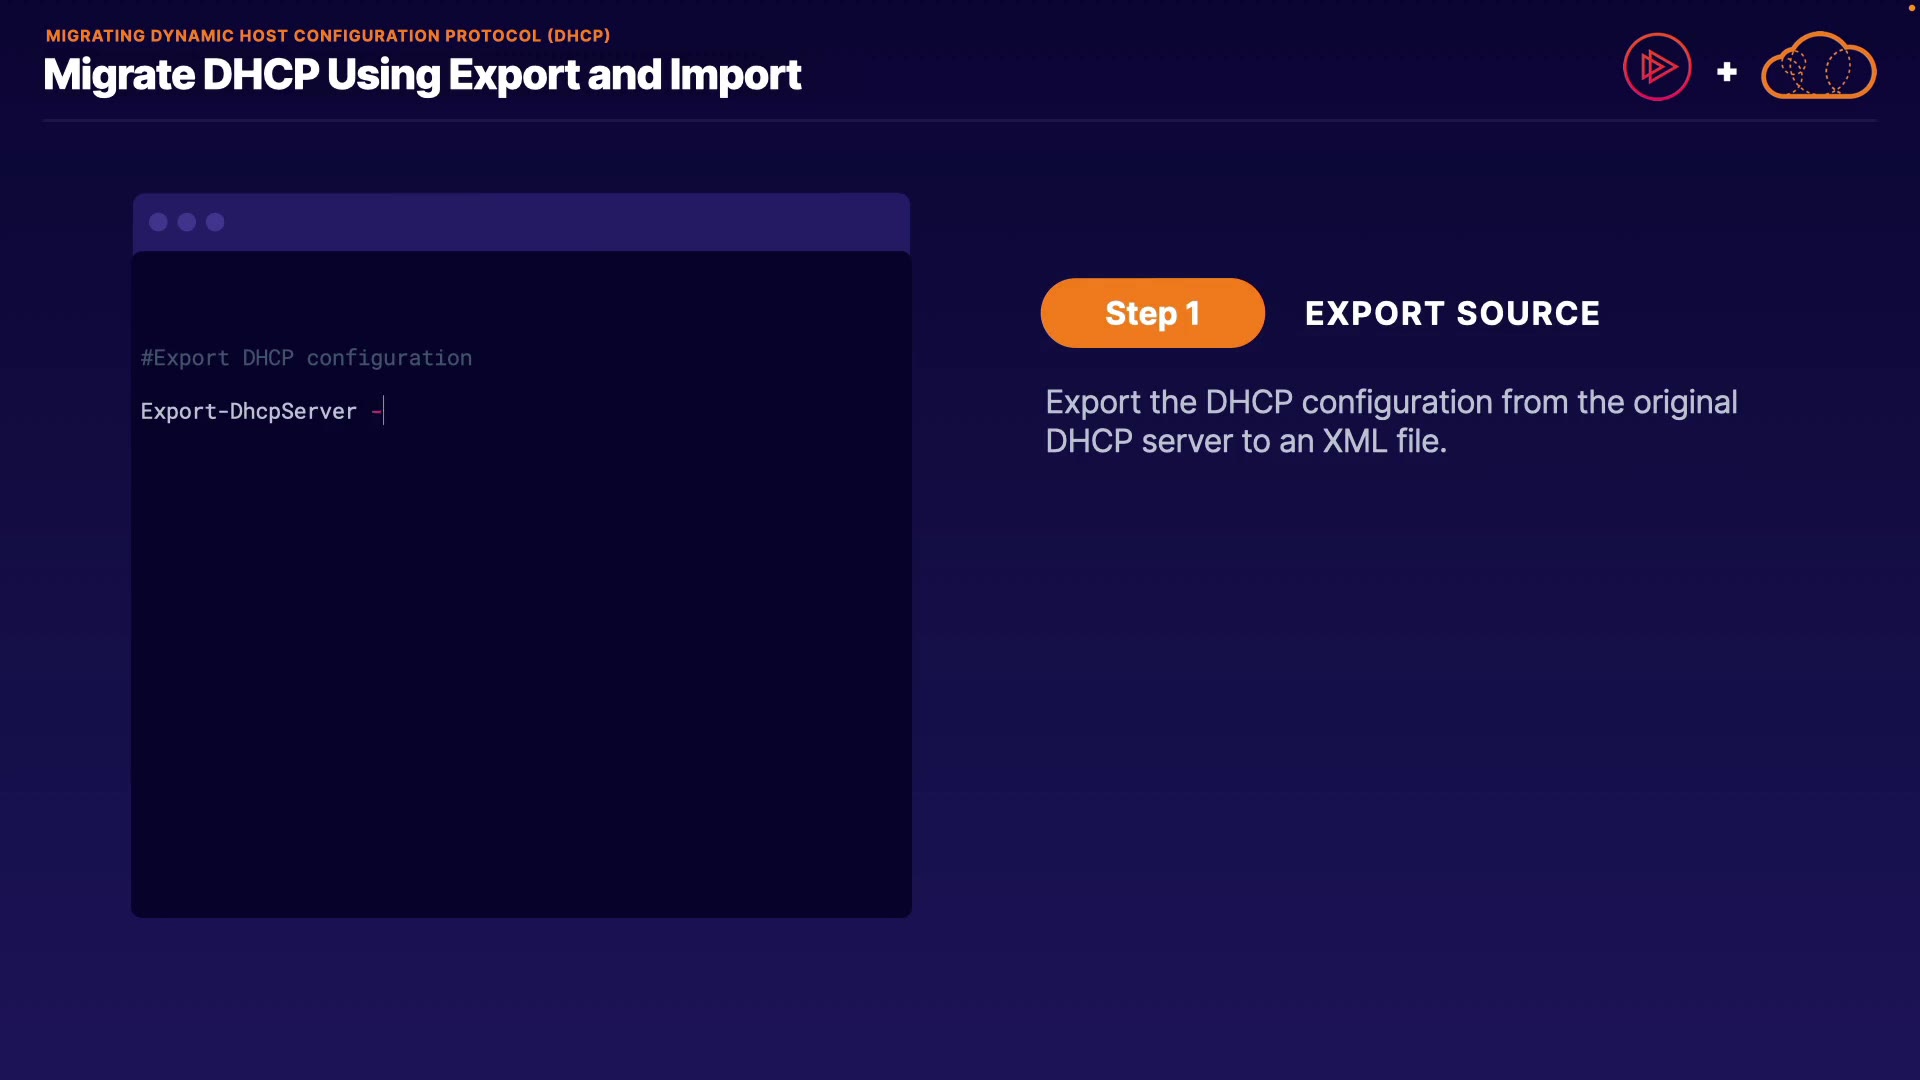 MIGRATING DYNAMIC HOST CONFIGURATION PROTOCOL (DHCP)
Migrate DHCP Using Export and Import
#Export DHCP configuration
Export-DhcpServer -
Step 1
EXPORT SOURCE
Export the DHCP configuration from the original
DHCP server to an XML file.